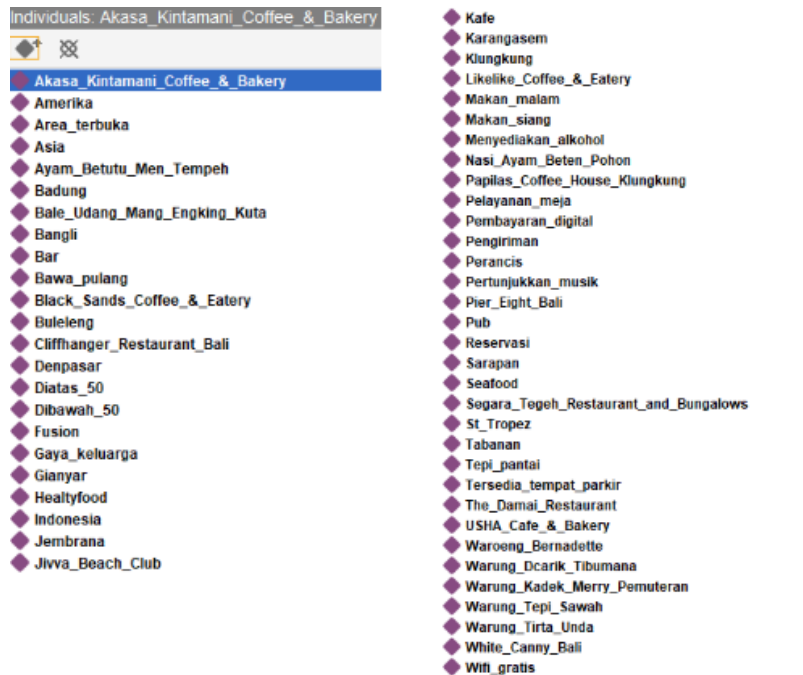 Individuals: Akasa_Kintamani_Coffee_&_Bakery
Akasa_Kintamani_Coffee_&_Bakery
Amerika
Area_terbuka
Asia
Ayam_Betutu_Men_Tempeh
Badung
Bale_Udang_Mang_Engking_Kuta
Bangli
Bar
Bawa_pulang
Black_Sands_Coffee_&_Eatery
Buleleng
Cliffhanger_Restaurant_Bali
Denpasar
Diatas_50
Dibawah_50
Fusion
Gaya_keluarga
Gianyar
Healtyfood
Indonesia
Jembrana
Jivva_Beach_Club
Kafe
Karangasem
Klungkung
Likelike_Coffee_&_Eatery
Makan_malam
Makan_siang
Menyediakan_alkohol
Nasi_Ayam_Beten_Pohon
Papilas_Coffee_House_Klungkung
Pelayanan_meja
Pembayaran_digital
Pengiriman
Perancis
Pertunjukkan_musik
Pier_Eight_Bali
Pub
Reservasi
Sarapan
Seafood
Segara_Tegeh_Restaurant_and_Bungalows
St_Tropez
Tabanan
Tepi_pantai
Tersedia_tempat_parkir
The_Damai_Restaurant
USHA_Cafe_&_Bakery
Waroeng_Bernadette
Warung_Dcarik_Tibumana
Warung_Kadek_Merry_Pemuteran
Warung_Tepi_Sawah
Warung_Tirta_Unda
White_Canny_Bali
Wifi_gratis